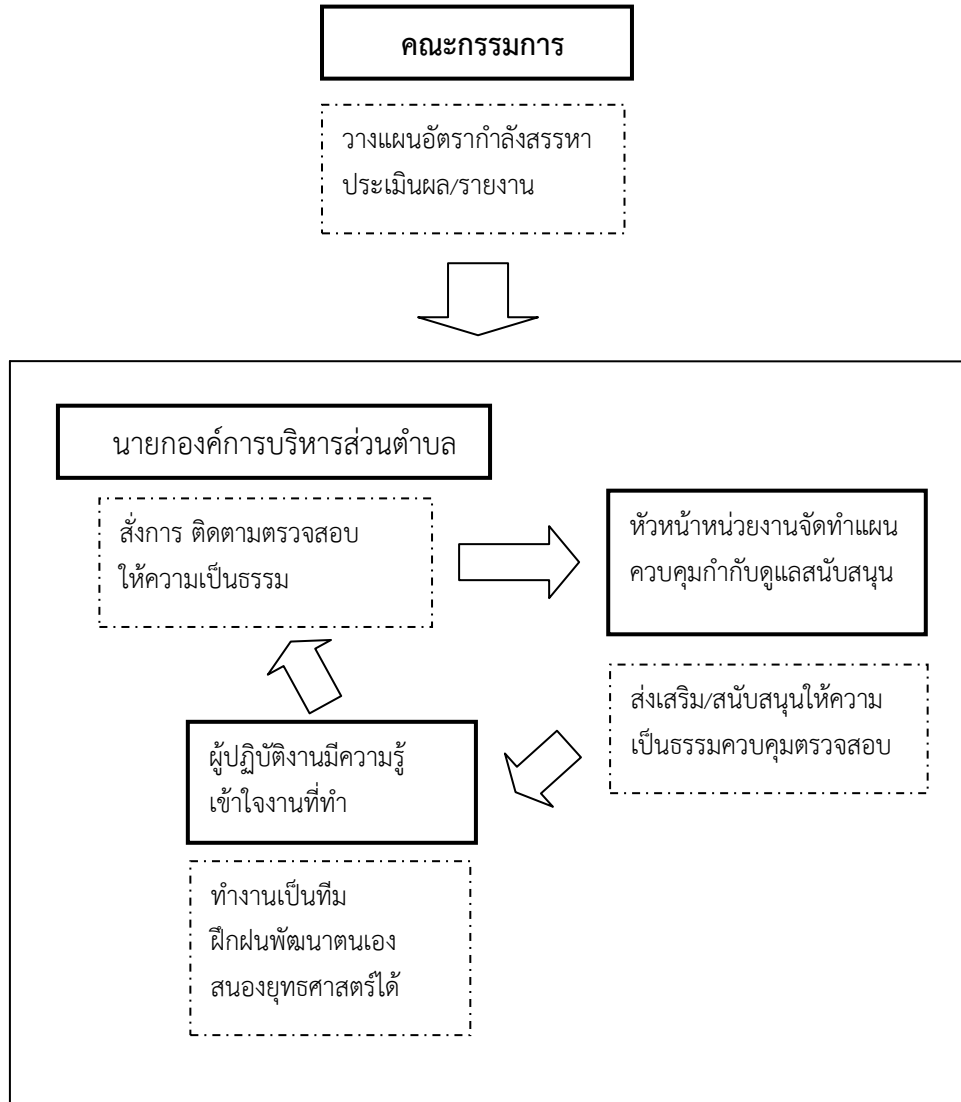 คณะกรรมการ
วางแผนอัตรากำลังสรรหา
ประเมินผล/รายงาน
นายกองค์การบริหารส่วนตำบล
สั่งการ ติดตามตรวจสอบ
ให้ความเป็นธรรม
หัวหน้าหน่วยงานจัดทำแผน
ควบคุมกำกับดูแลสนับสนุน
ส่งเสริม/สนับสนุนให้ความ
เป็นธรรมควบคุมตรวจสอบ
ผู้ปฏิบัติงานมีความรู้
เข้าใจงานที่ทำ
ทำงานเป็นทีม
ฝึกฝนพัฒนาตนเอง
สนองยุทธศาสตร์ได้